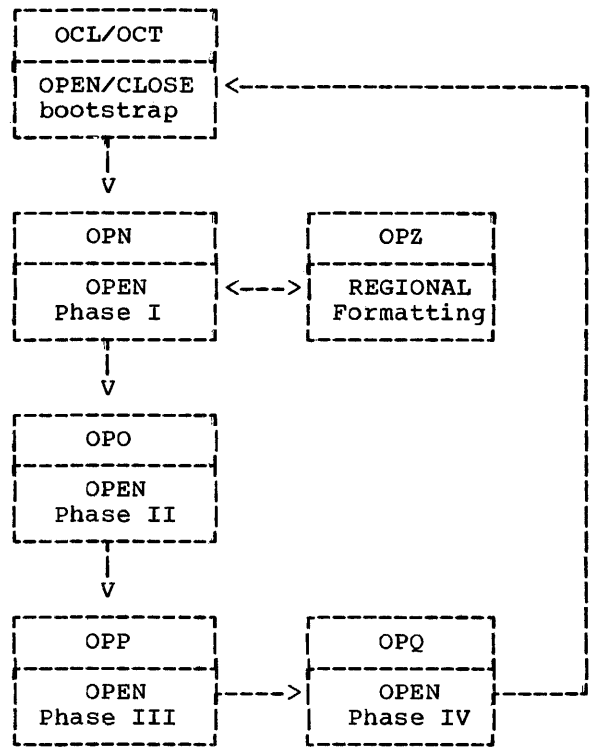 OCL/OCT
OPEN/CLOSE
bootstrap
OPN
OPEN
Phase I
OPZ
REGIONAL
Formatting
OPO
OPEN
Phase II
OPP
OPEN
Phase III
OPQ
OPEN
Phase IV